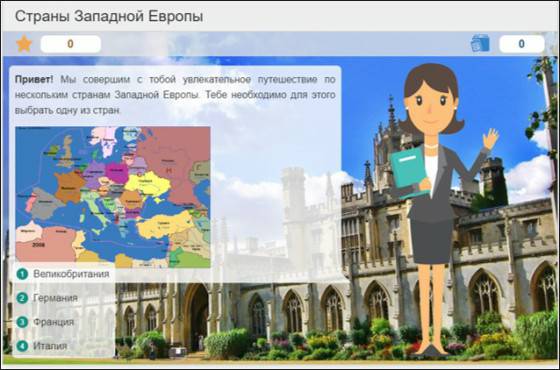 Страны Западной Европы
0
0
Привет! Мы совершим с тобой увлекательное путешествие по
нескольким странам Западной Европы. Тебе необходимо для этого
выбрать одну из стран.
2008
1 Великобритания
2 Германия
3 Франция
4 Италия